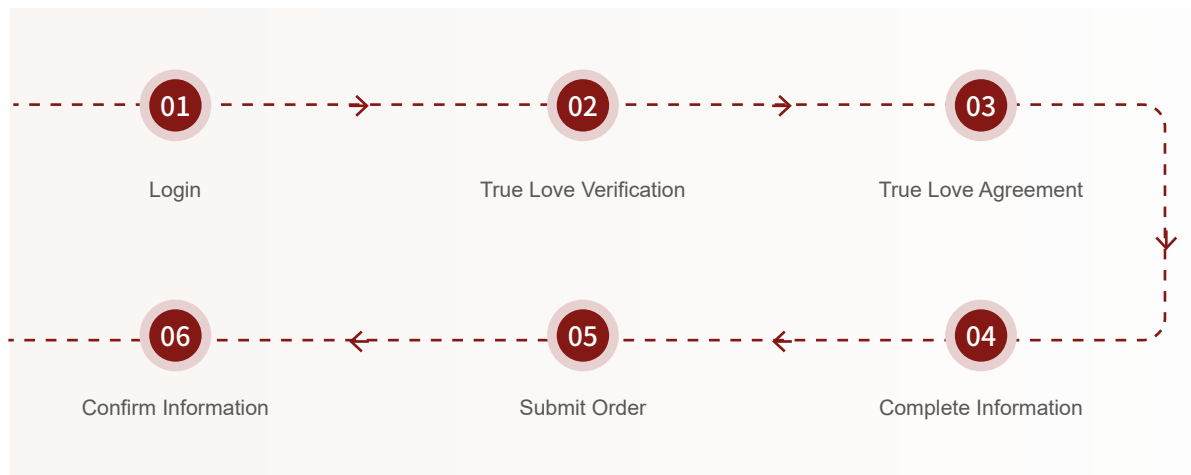 01
Login
02
True Love Verification
03
True Love Agreement
04
Complete Information
05
Submit Order
06
Confirm Information